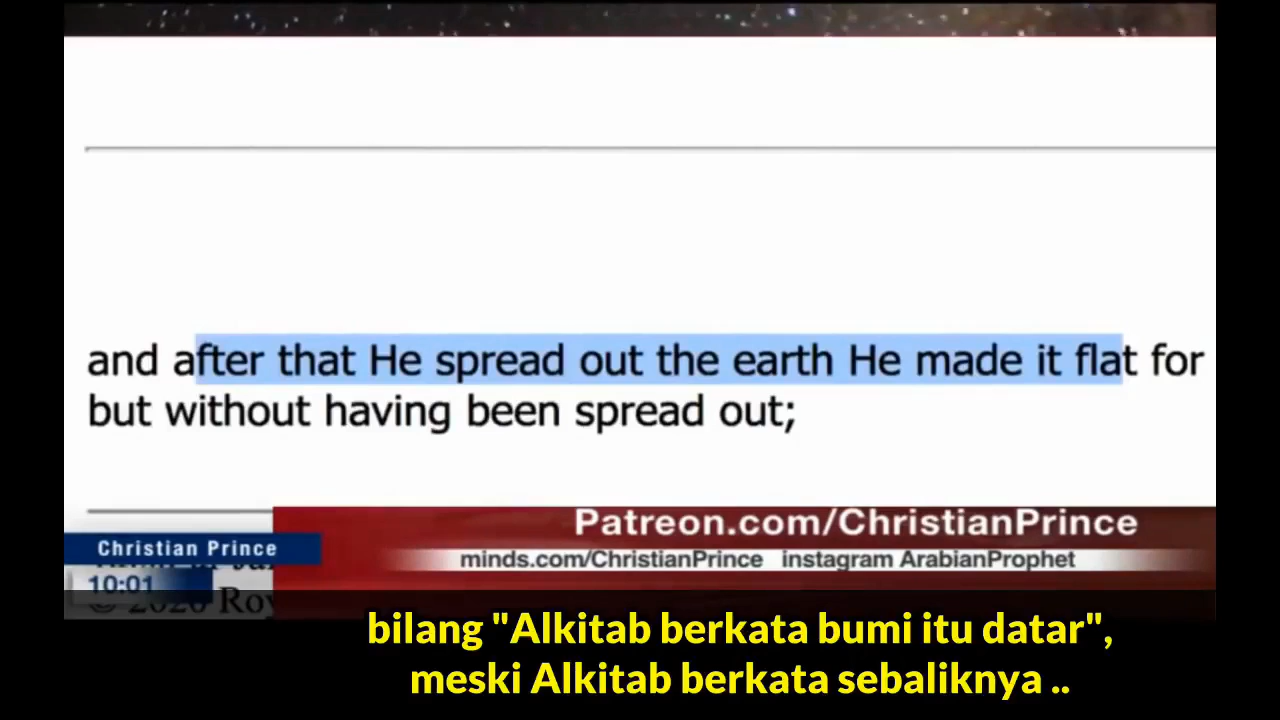 and after that He spread out the earth He made it flat for
but without having been spread out;
Patreon.com/ChristianPrince
Christian Prince
minds.com/ChristianPrince instagram ArabianProphet
10:01
bilang "Alkitab berkata bumi itu datar",
meski Alkitab berkata sebaliknya ..